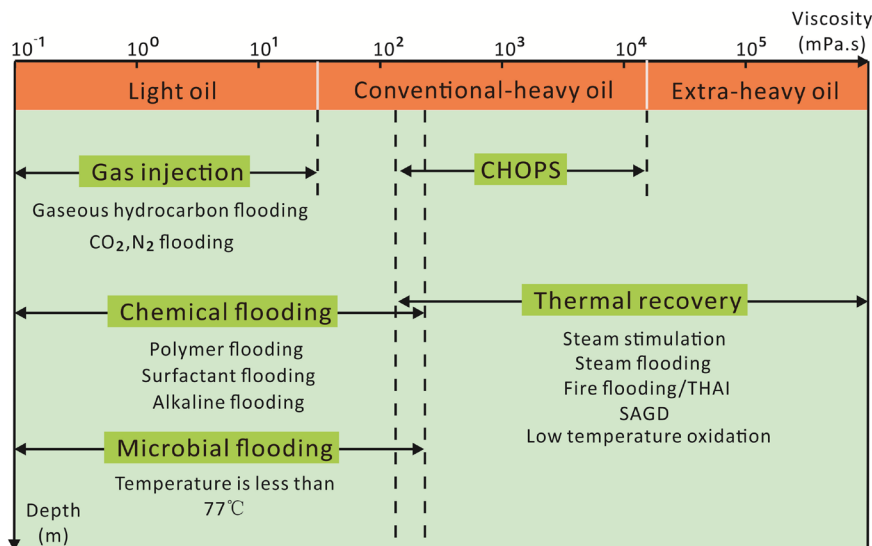 Viscosity
(mPa.s)
10⁻¹ 10⁰ 10¹ 10² 10³ 10⁴ 10⁵
Light oil Conventional-heavy oil Extra-heavy oil
Gas injection
Gaseous hydrocarbon flooding
CO₂,N₂ flooding
CHOPS
Chemical flooding
Polymer flooding
Surfactant flooding
Alkaline flooding
Thermal recovery
Steam stimulation
Steam flooding
Fire flooding/THAI
SAGD
Low temperature oxidation
Microbial flooding
Temperature is less than
77℃
Depth
(m)